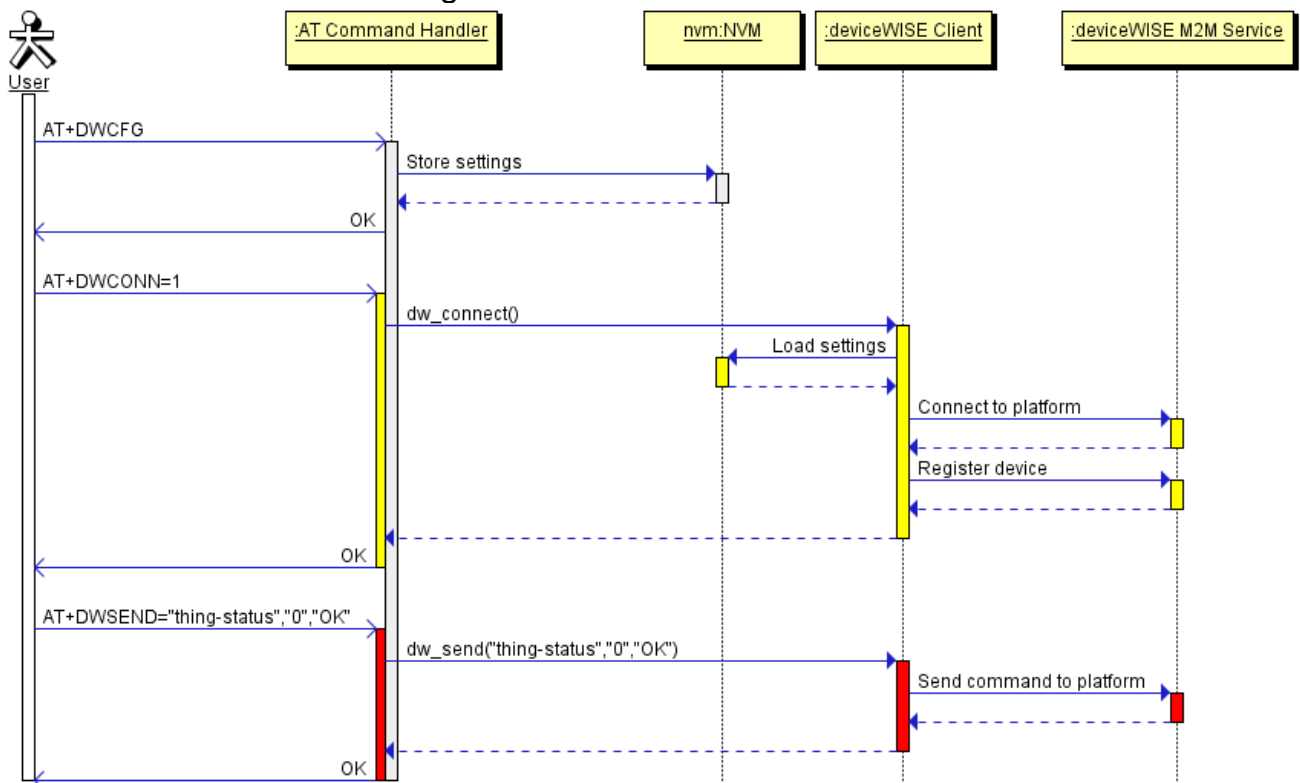 :AT Command Handler
nvm:NVM
:deviceWISE Client
:deviceWISE M2M Service
User
AT+DWCFG
Store settings
OK
AT+DWCONN=1
dw_connect()
Load settings
Connect to platform
Register device
OK
AT+DWSEND="thing-status","0","OK"
dw_send("thing-status","0","OK")
Send command to platform
OK